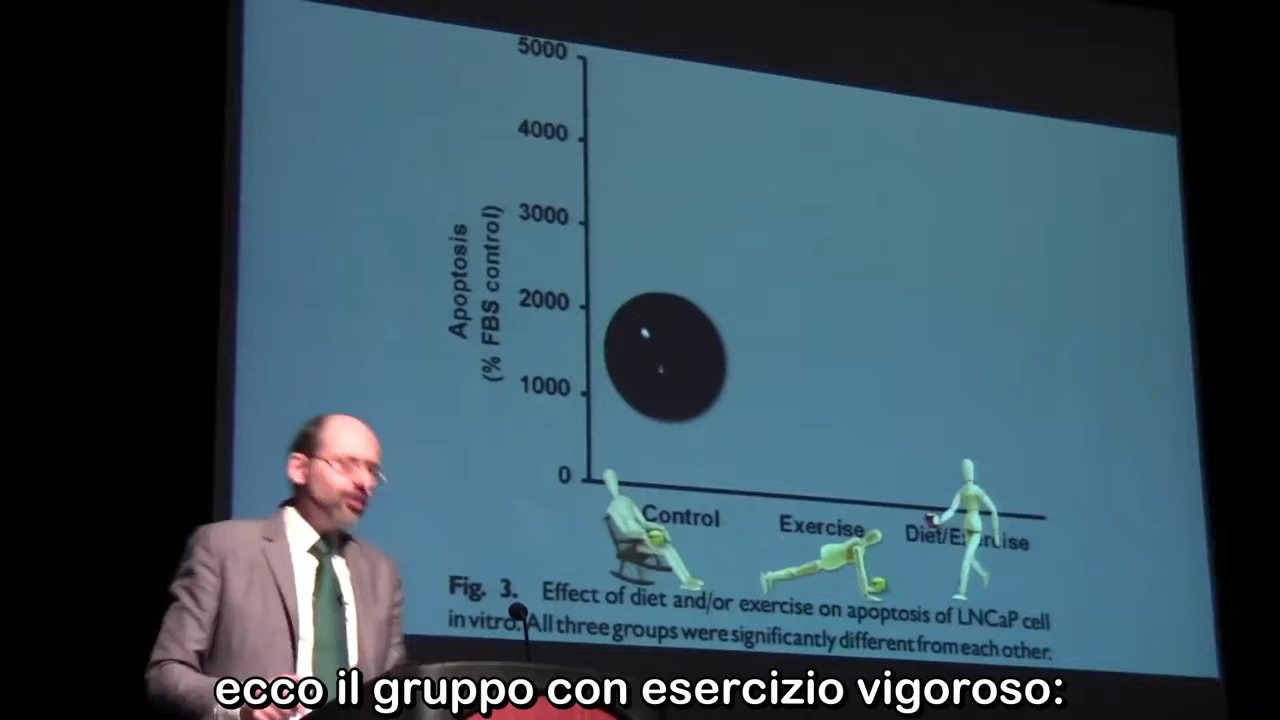 5000
4000
3000
2000
1000
0
Apoptosis
(% FBS control)
Control
Exercise
Diet/Exercise
Fig. 3. Effect of diet and/or exercise on apoptosis of LNCaP cell
in vitro. All three groups were significantly different from each other.
ecco il gruppo con esercizio vigoroso: